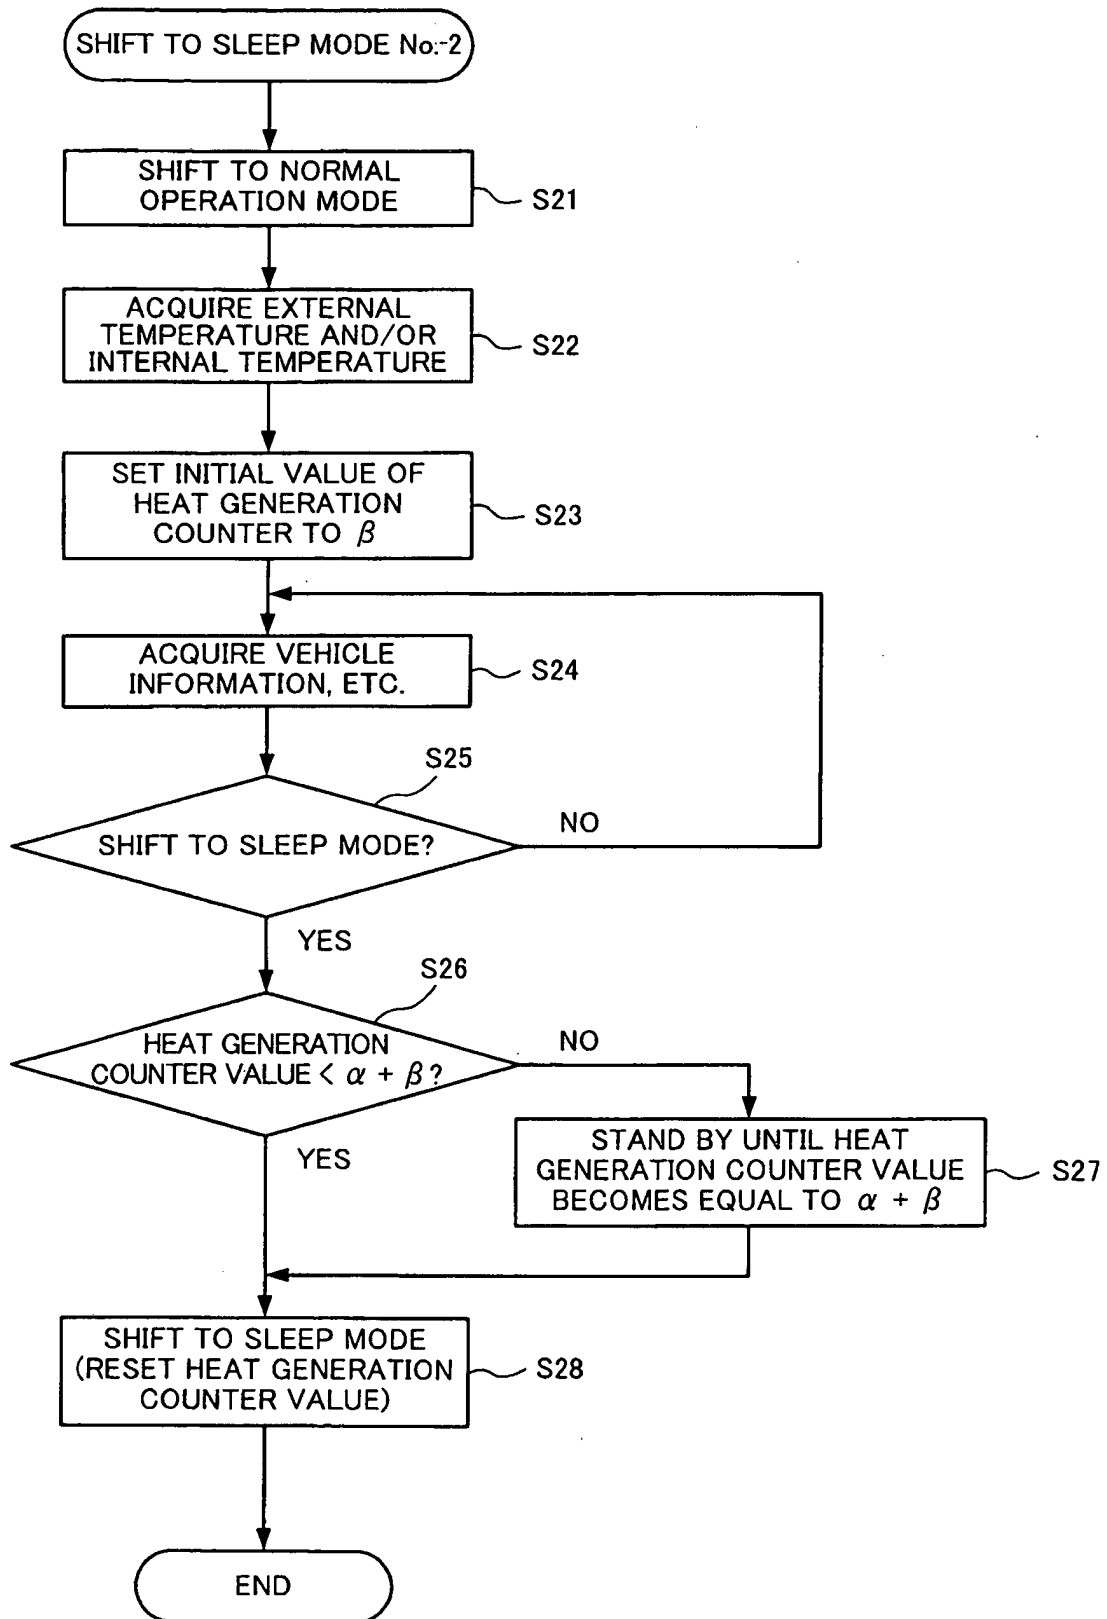 SHIFT TO SLEEP MODE No.-2
SHIFT TO NORMAL
OPERATION MODE
S21
ACQUIRE EXTERNAL
TEMPERATURE AND/OR
INTERNAL TEMPERATURE
S22
SET INITIAL VALUE OF
HEAT GENERATION
COUNTER TO β
S23
ACQUIRE VEHICLE
INFORMATION, ETC.
S24
S25
SHIFT TO SLEEP MODE?
NO
YES
S26
HEAT GENERATION
COUNTER VALUE < α + β ?
NO
YES
STAND BY UNTIL HEAT
GENERATION COUNTER VALUE
BECOMES EQUAL TO α + β
S27
SHIFT TO SLEEP MODE
(RESET HEAT GENERATION
COUNTER VALUE)
S28
END